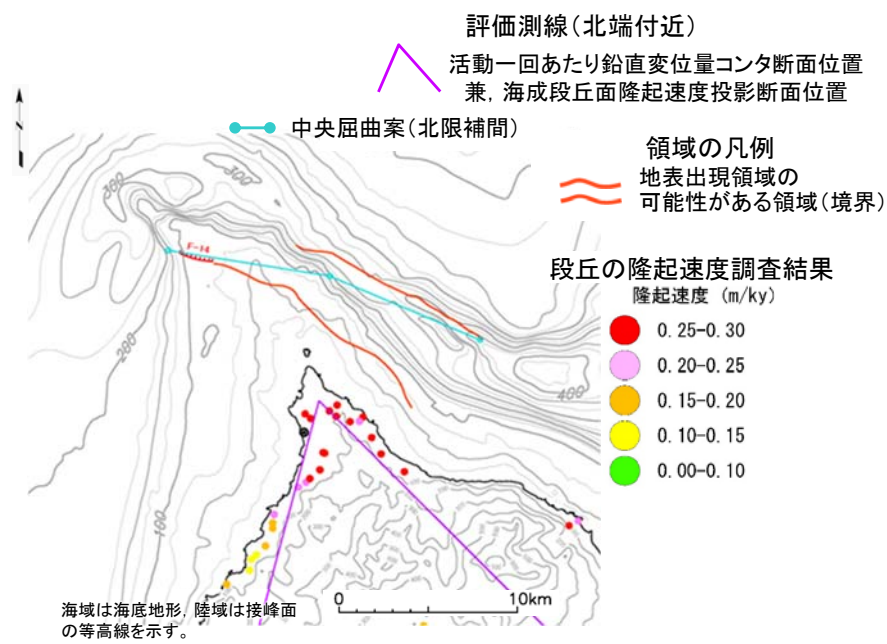 評価測線(北端付近)
活動一回あたり鉛直変位量コンタ断面位置
兼，海成段丘面隆起速度投影断面位置
中央屈曲案(北限補間)
領域の凡例
地表出現領域の
可能性がある領域(境界)
段丘の隆起速度調査結果
隆起速度 (m/ky)
0.25-0.30
0.20-0.25
0.15-0.20
0.10-0.15
0.00-0.10
300
300
F-14
200
400
100
0 10km
海域は海底地形，陸域は接峰面
の等高線を示す。